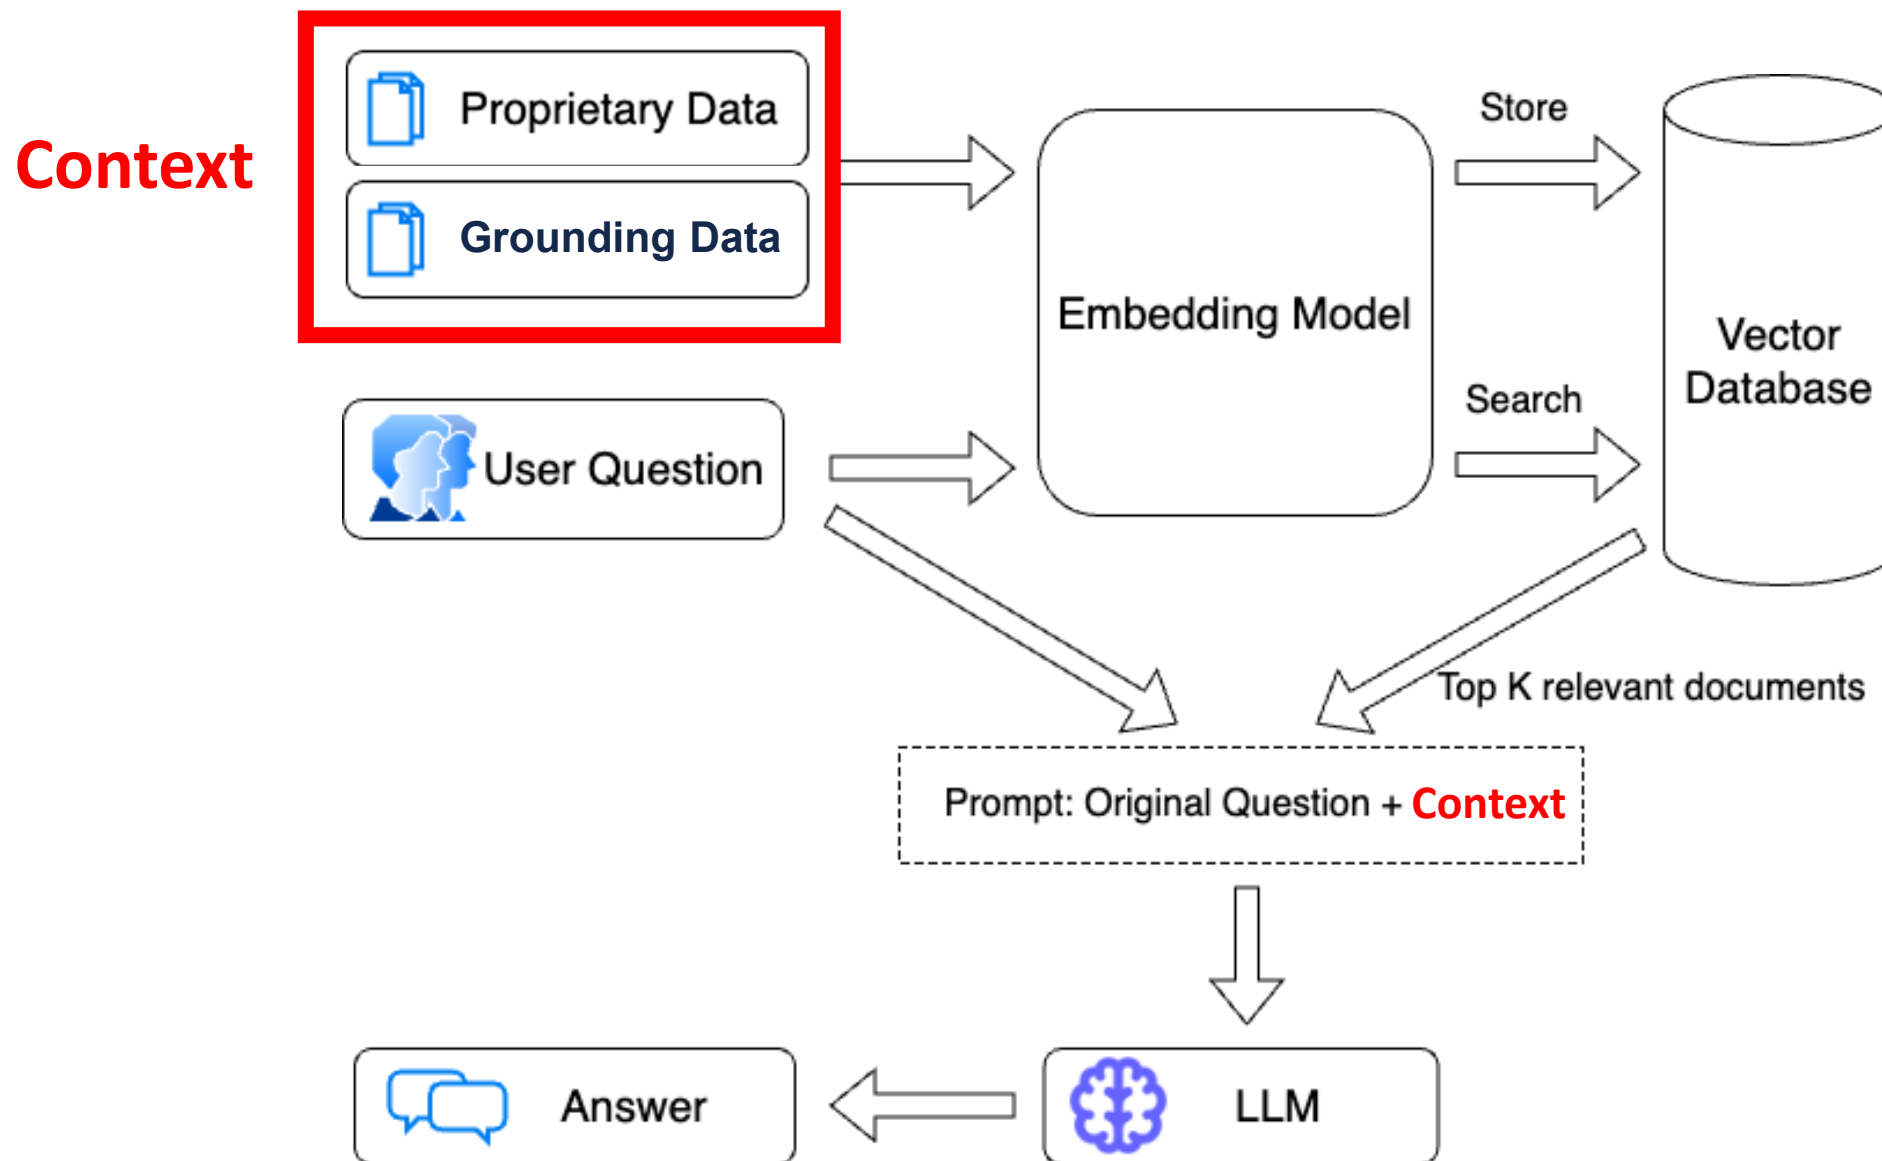 Context
Proprietary Data
Grounding Data
User Question
Embedding Model
Store
Search
Vector
Database
Top K relevant documents
Prompt: Original Question + Context
LLM
Answer